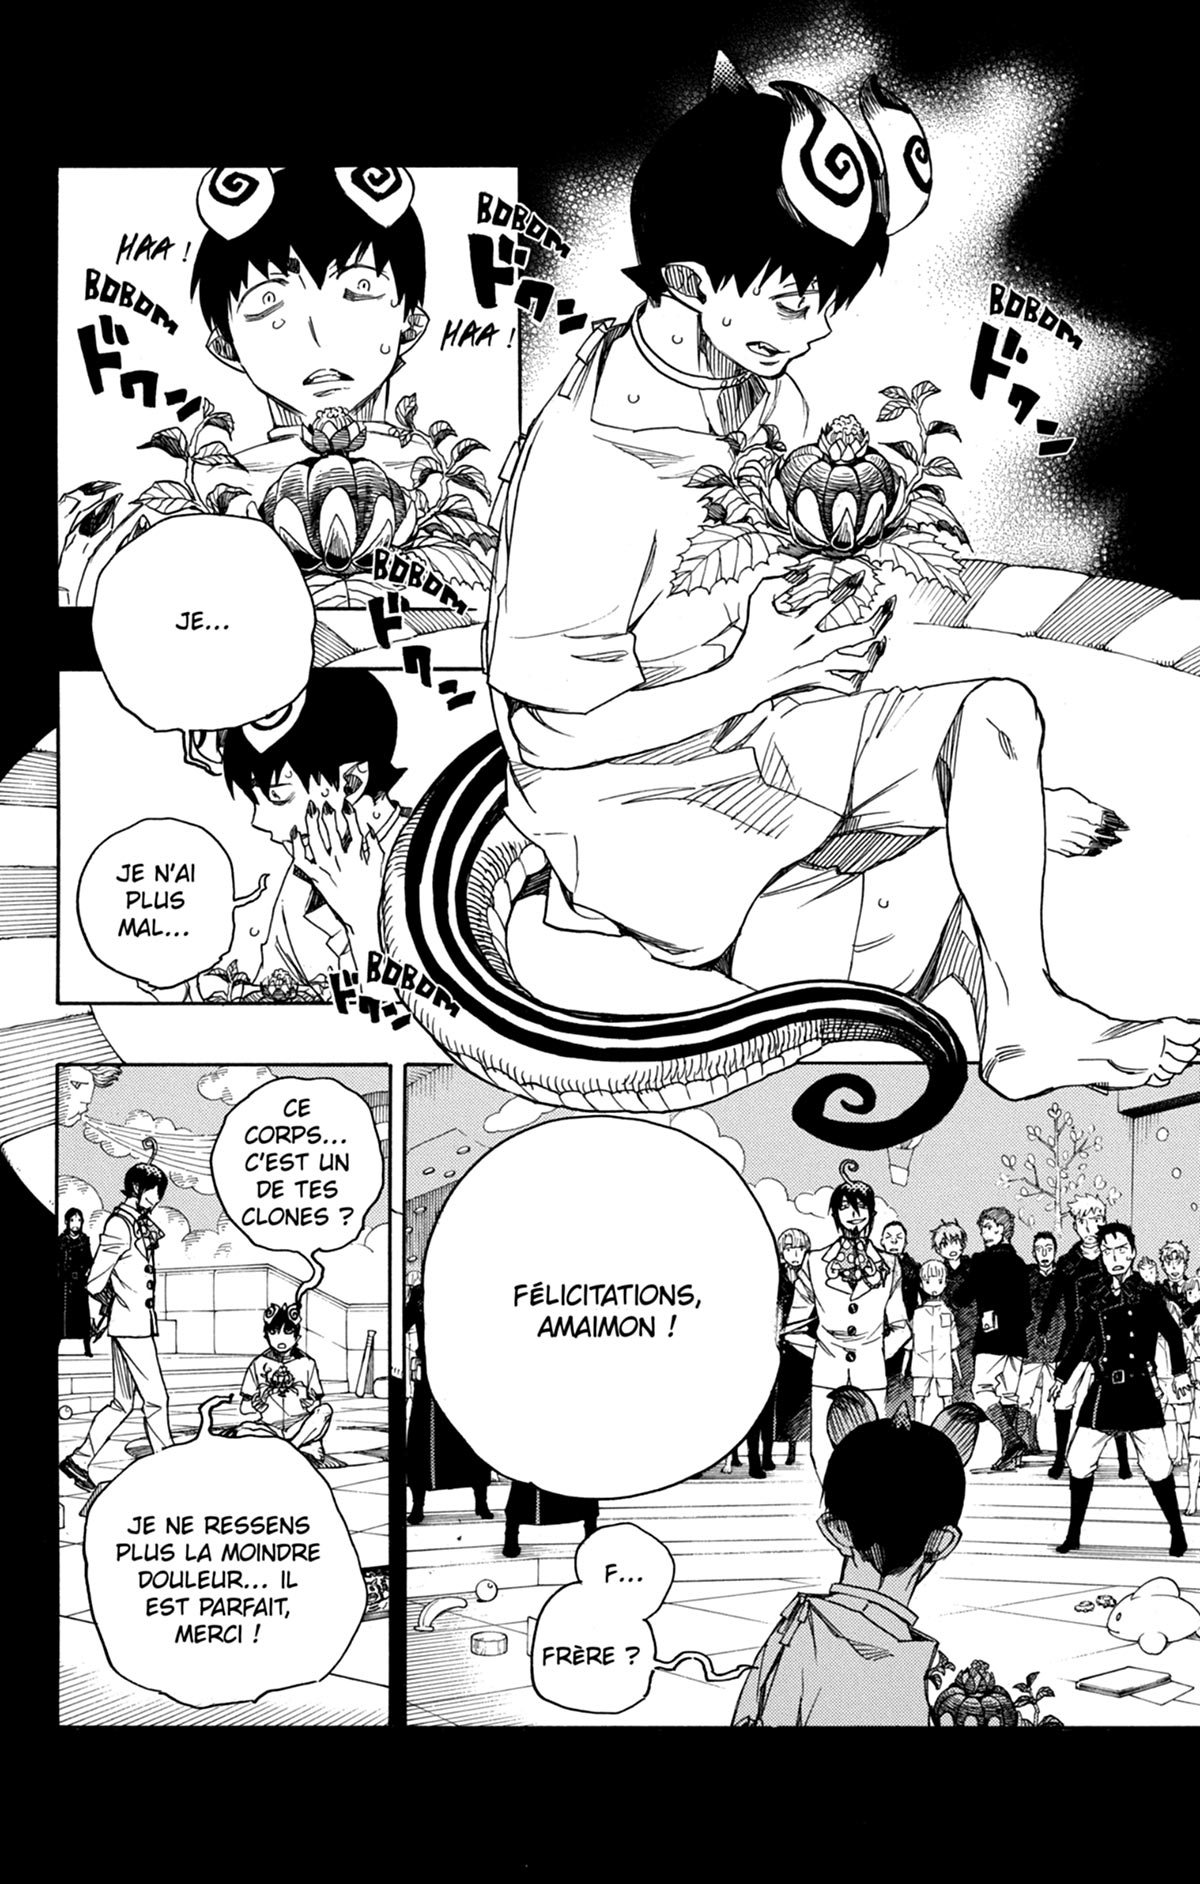 HAA !
BOBOM
ドクン
HAA !
BOBOM
ドクン
BOBOM
ドクン
JE...
BOBOM
ドクン
JE N'AI
PLUS
MAL...
BOBOM
ドクン
CE
CORPS...
C'EST UN
DE TES
CLONES ?
JE NE RESSENS
PLUS LA MOINDRE
DOULEUR... IL
EST PARFAIT,
MERCI !
FÉLICITATIONS,
AMAIMON !
F...
FRÈRE ?